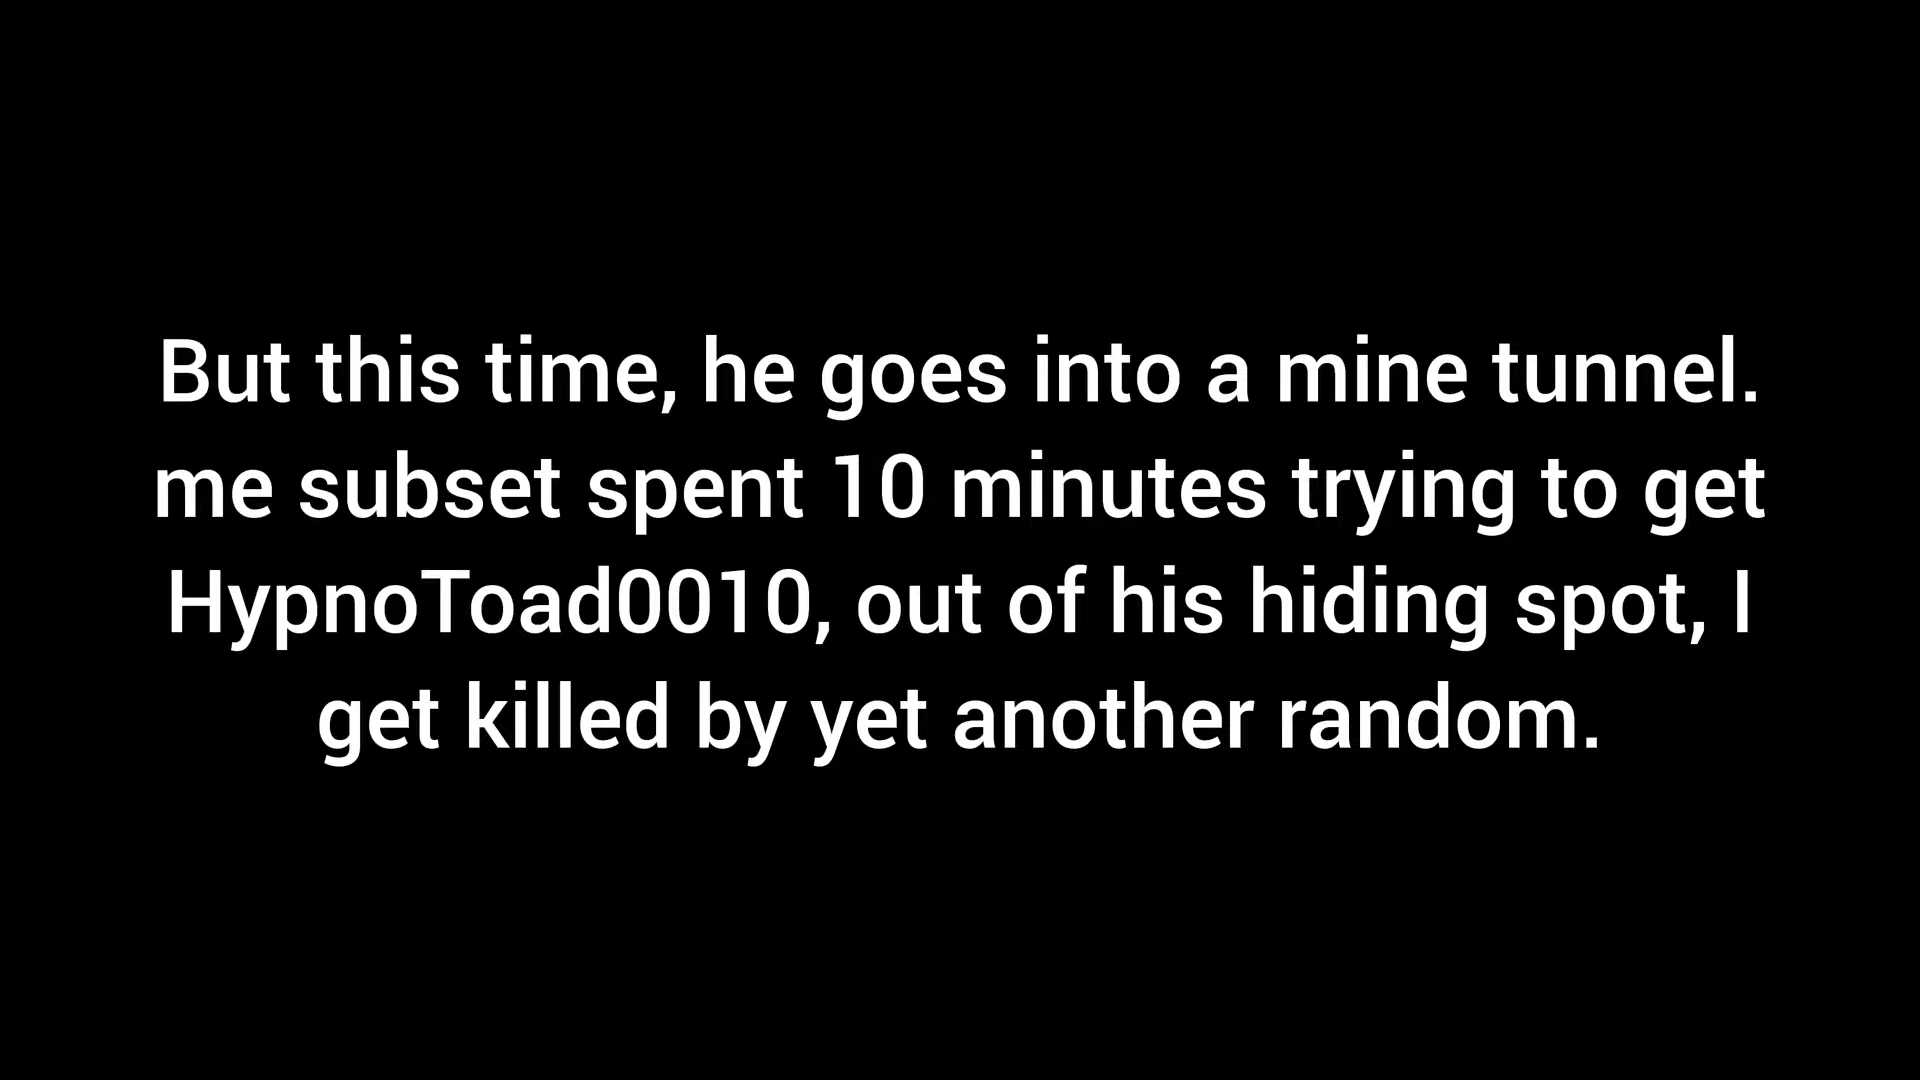 But this time, he goes into a mine tunnel.
me subset spent 10 minutes trying to get
HypnoToad0010, out of his hiding spot, I
get killed by yet another random.